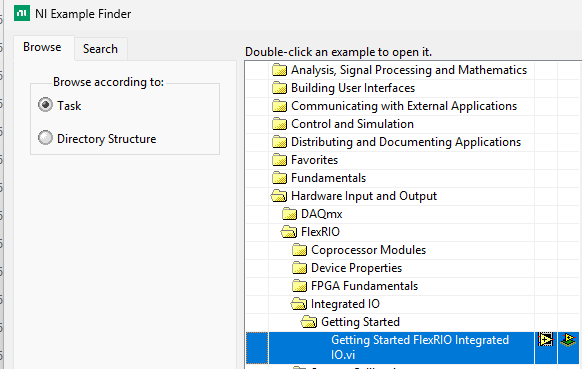 NI Example Finder
Browse
Search
Browse according to:
Task
Directory Structure
Double-click an example to open it.
Analysis, Signal Processing and Mathematics
Building User Interfaces
Communicating with External Applications
Control and Simulation
Distributing and Documenting Applications
Favorites
Fundamentals
Hardware Input and Output
DAQmx
FlexRIO
Coprocessor Modules
Device Properties
FPGA Fundamentals
Integrated IO
Getting Started
Getting Started FlexRIO Integrated
IO.vi